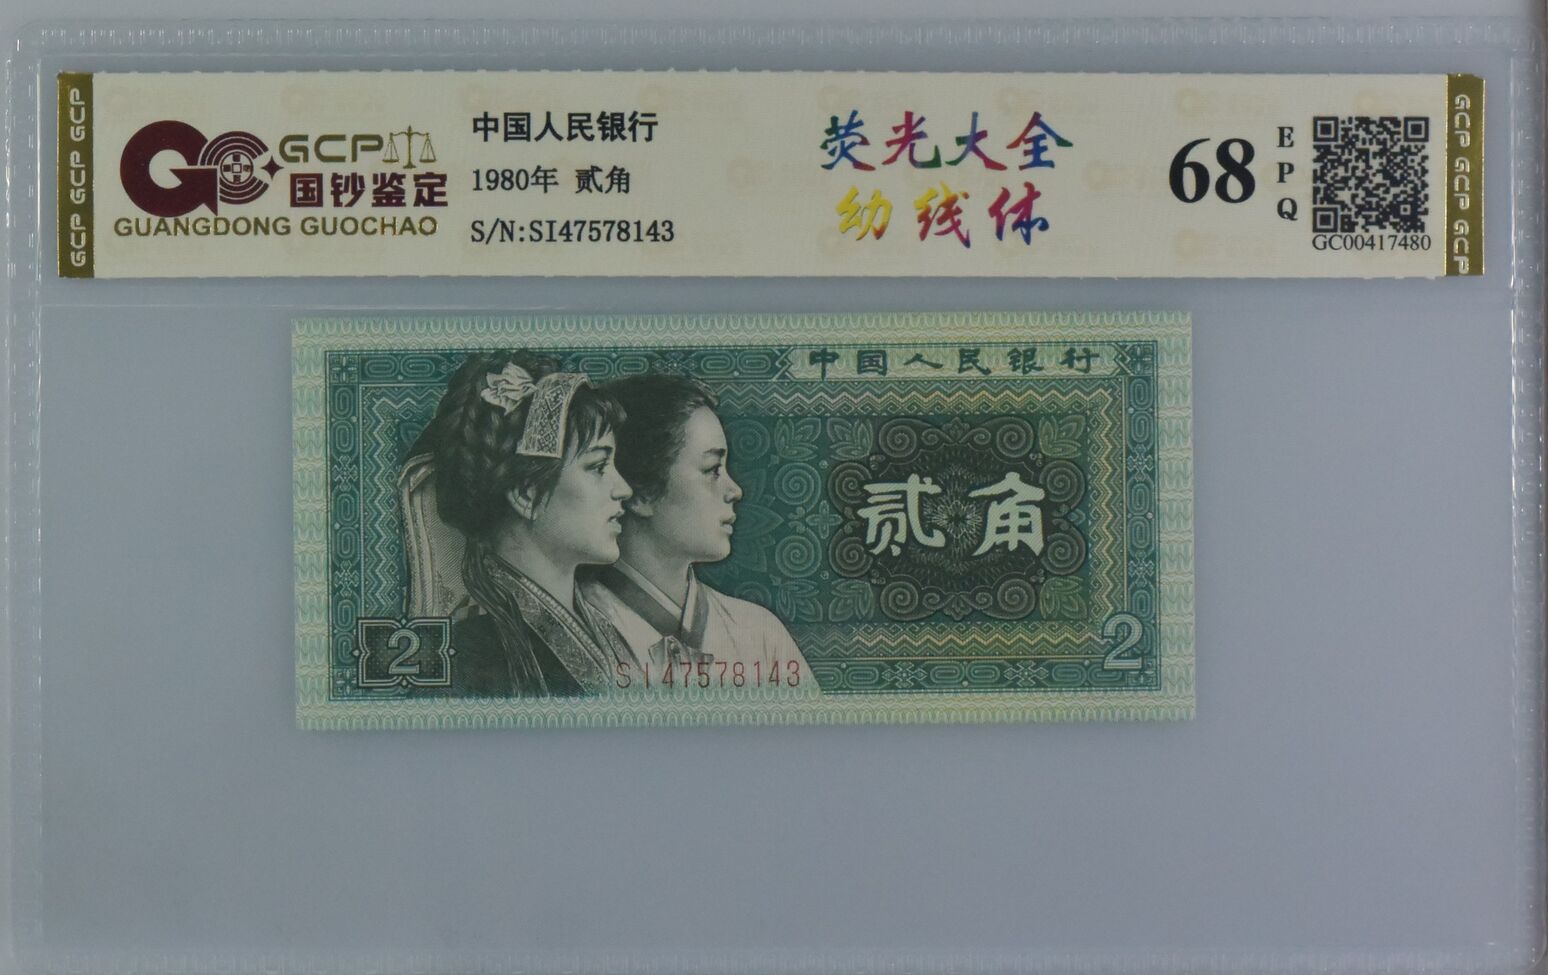 GCP GCP GCP
GCP
国钞鉴定
GUANGDONG GUOCHAO
中国人民银行
1980年 贰角
S/N:SI47578143
荧光大全
幼线体
68
EPQ
GC00417480
GCP GCP GCP
中国人民银行
贰角
2
SI47578143
2